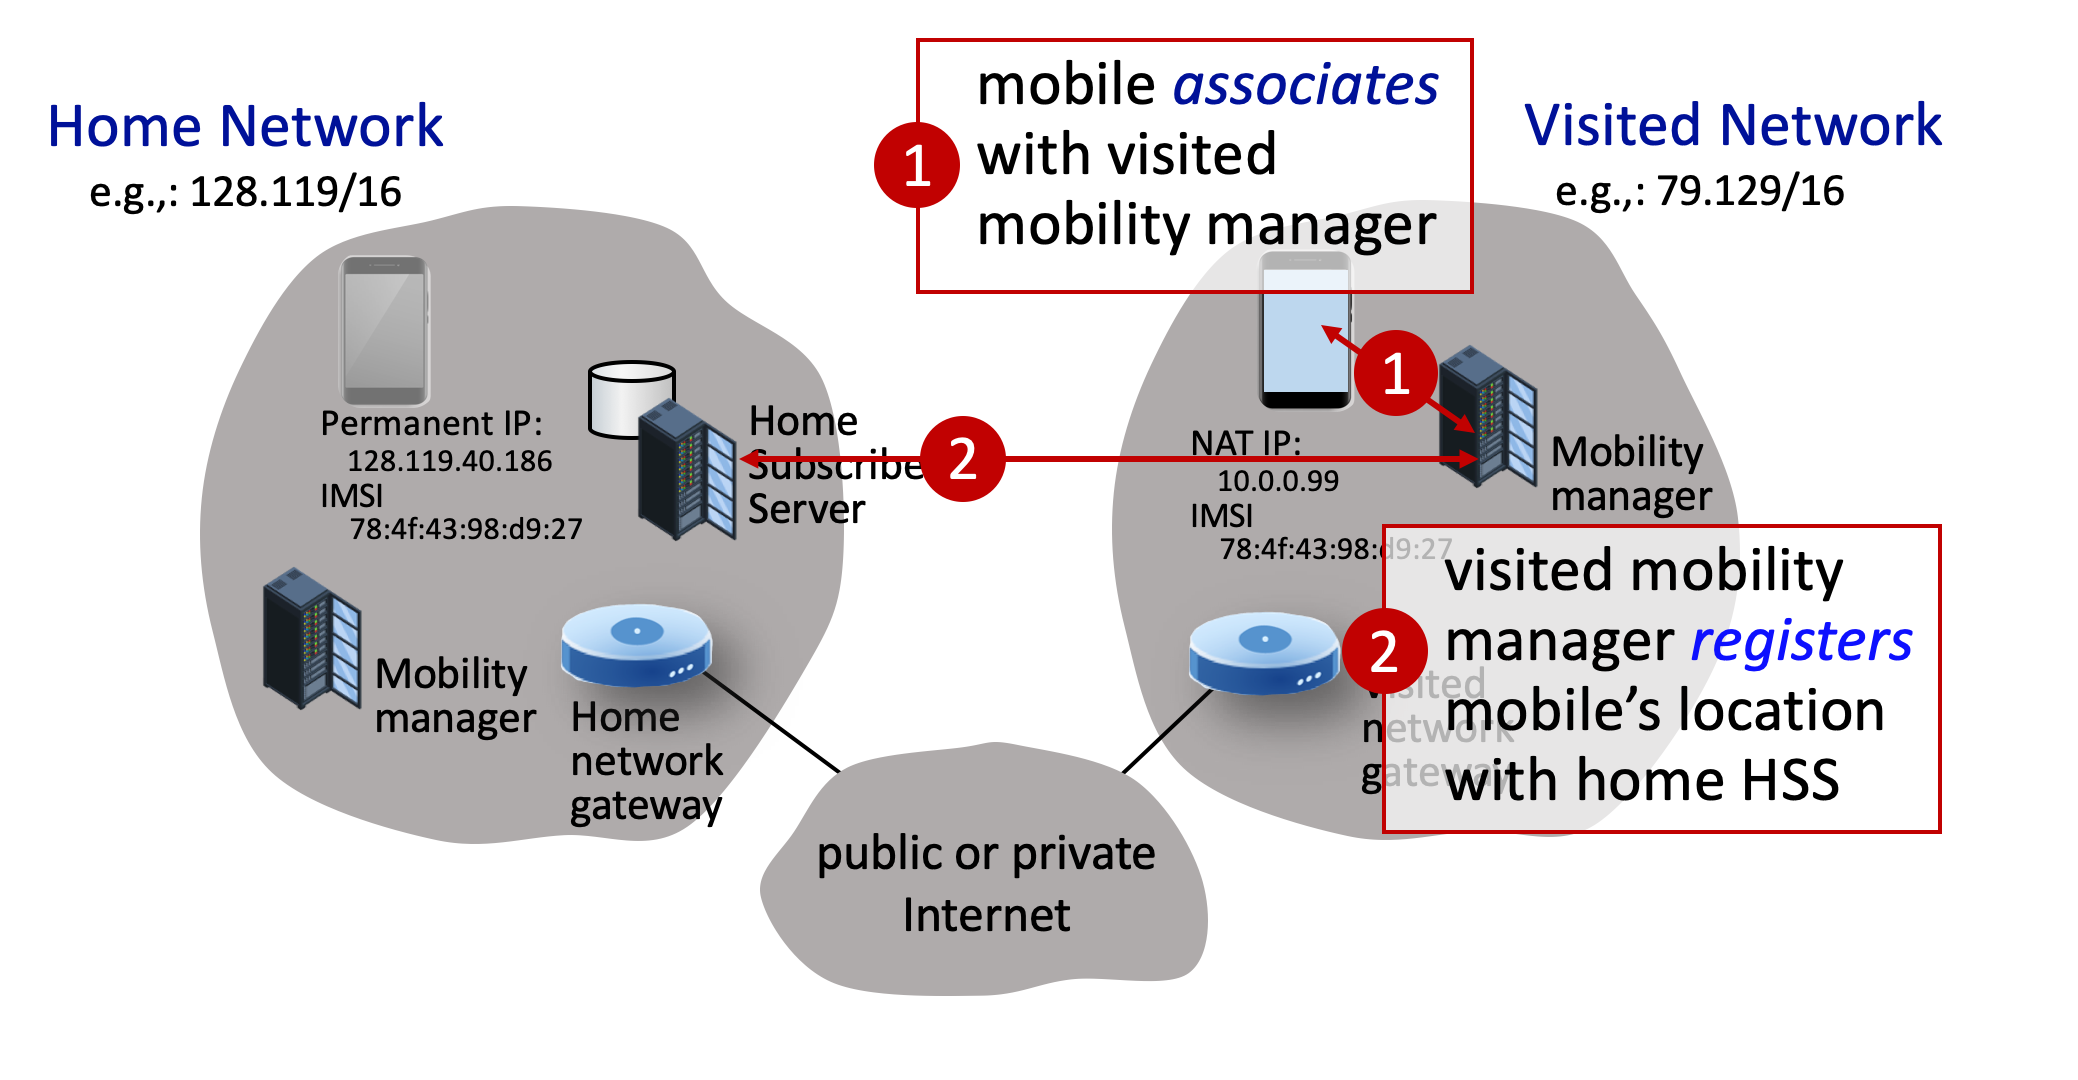 Home Network
e.g.,: 128.119/16
1
mobile associates
with visited
mobility manager
Visited Network
e.g.,: 79.129/16
Permanent IP:
128.119.40.186
IMSI
78:4f:43:98:d9:27
Home
Subscribe
Server
2
1
NAT IP:
10.0.0.99
IMSI
78:4f:43:98:d9:27
Mobility
manager
Mobility
manager
Home
network
gateway
2
visited mobility
manager registers
mobile’s location
with home HSS
visited
network
gateway
public or private
Internet